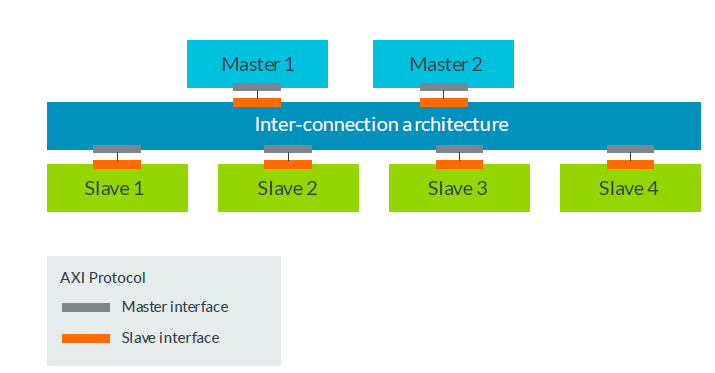 Master 1
Master 2
Inter-connection a rchitecture
Slave 1
Slave 2
Slave 3
Slave 4
AXI Protocol
Master interface
Slave interface